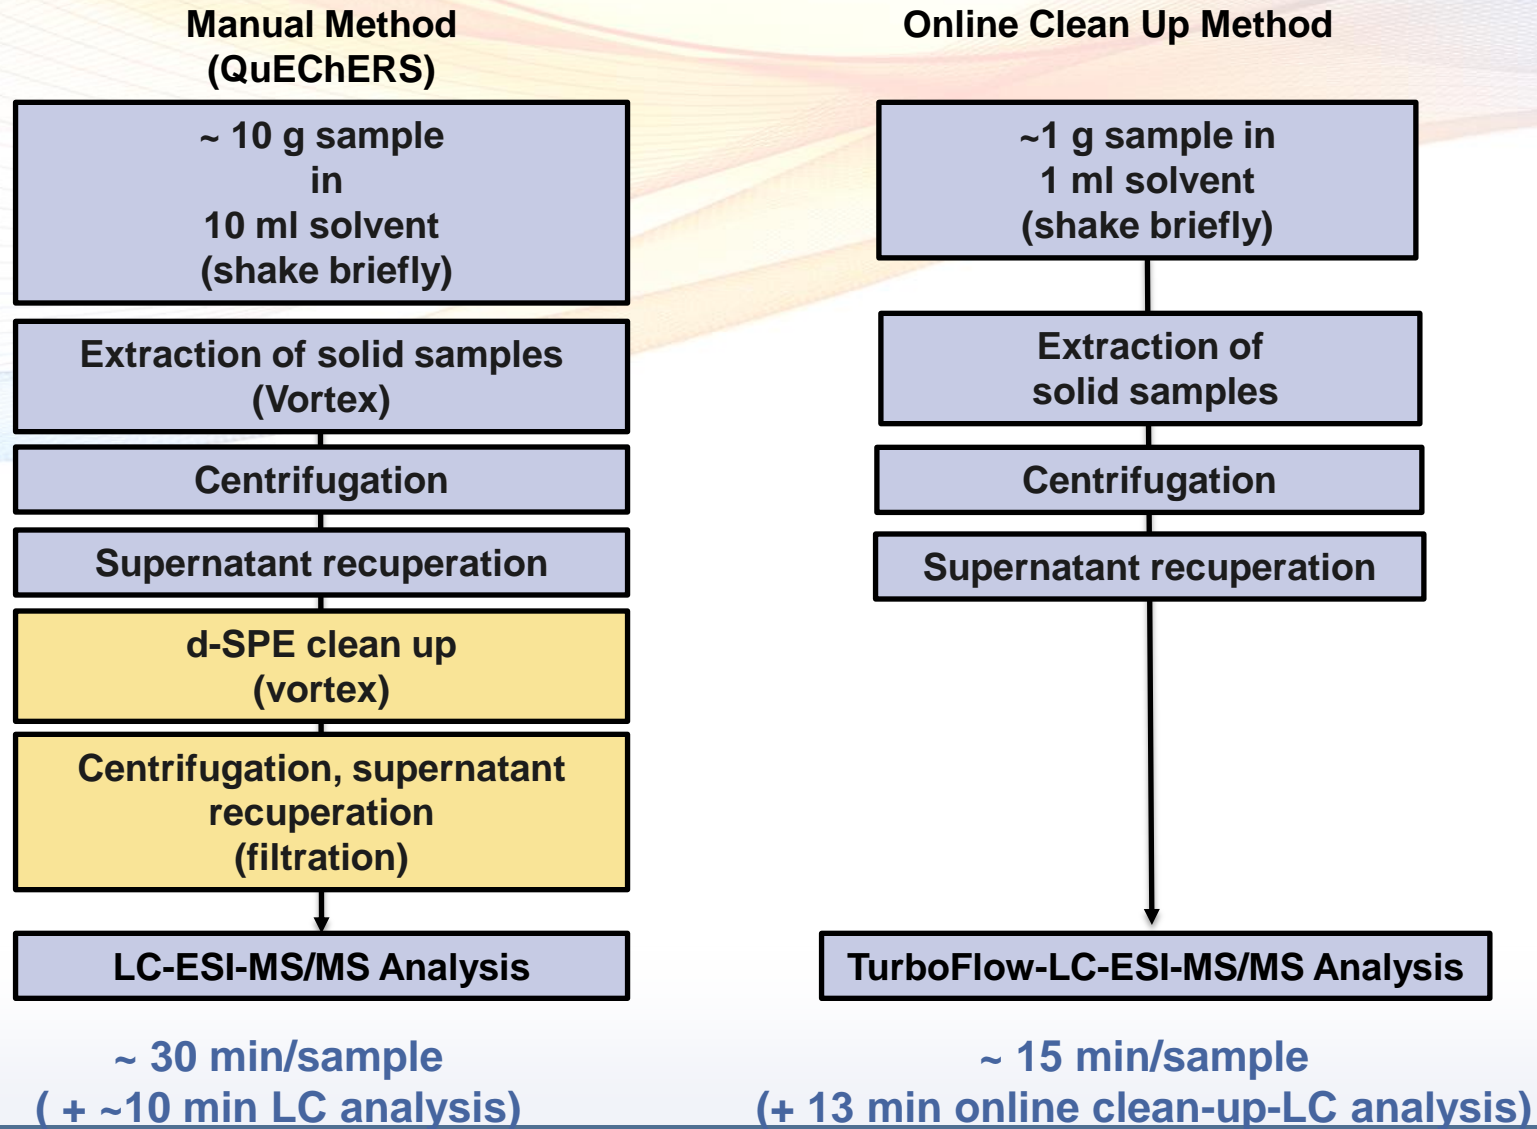 Manual Method
(QuEChERS)
~ 10 g sample
in
10 ml solvent
(shake briefly)
Extraction of solid samples
(Vortex)
Centrifugation
Supernatant recuperation
d-SPE clean up
(vortex)
Centrifugation, supernatant
recuperation
(filtration)
LC-ESI-MS/MS Analysis
~ 30 min/sample
( + ~10 min LC analysis)
Online Clean Up Method
~1 g sample in
1 ml solvent
(shake briefly)
Extraction of
solid samples
Centrifugation
Supernatant recuperation
TurboFlow-LC-ESI-MS/MS Analysis
~ 15 min/sample
(+ 13 min online clean-up-LC analysis)